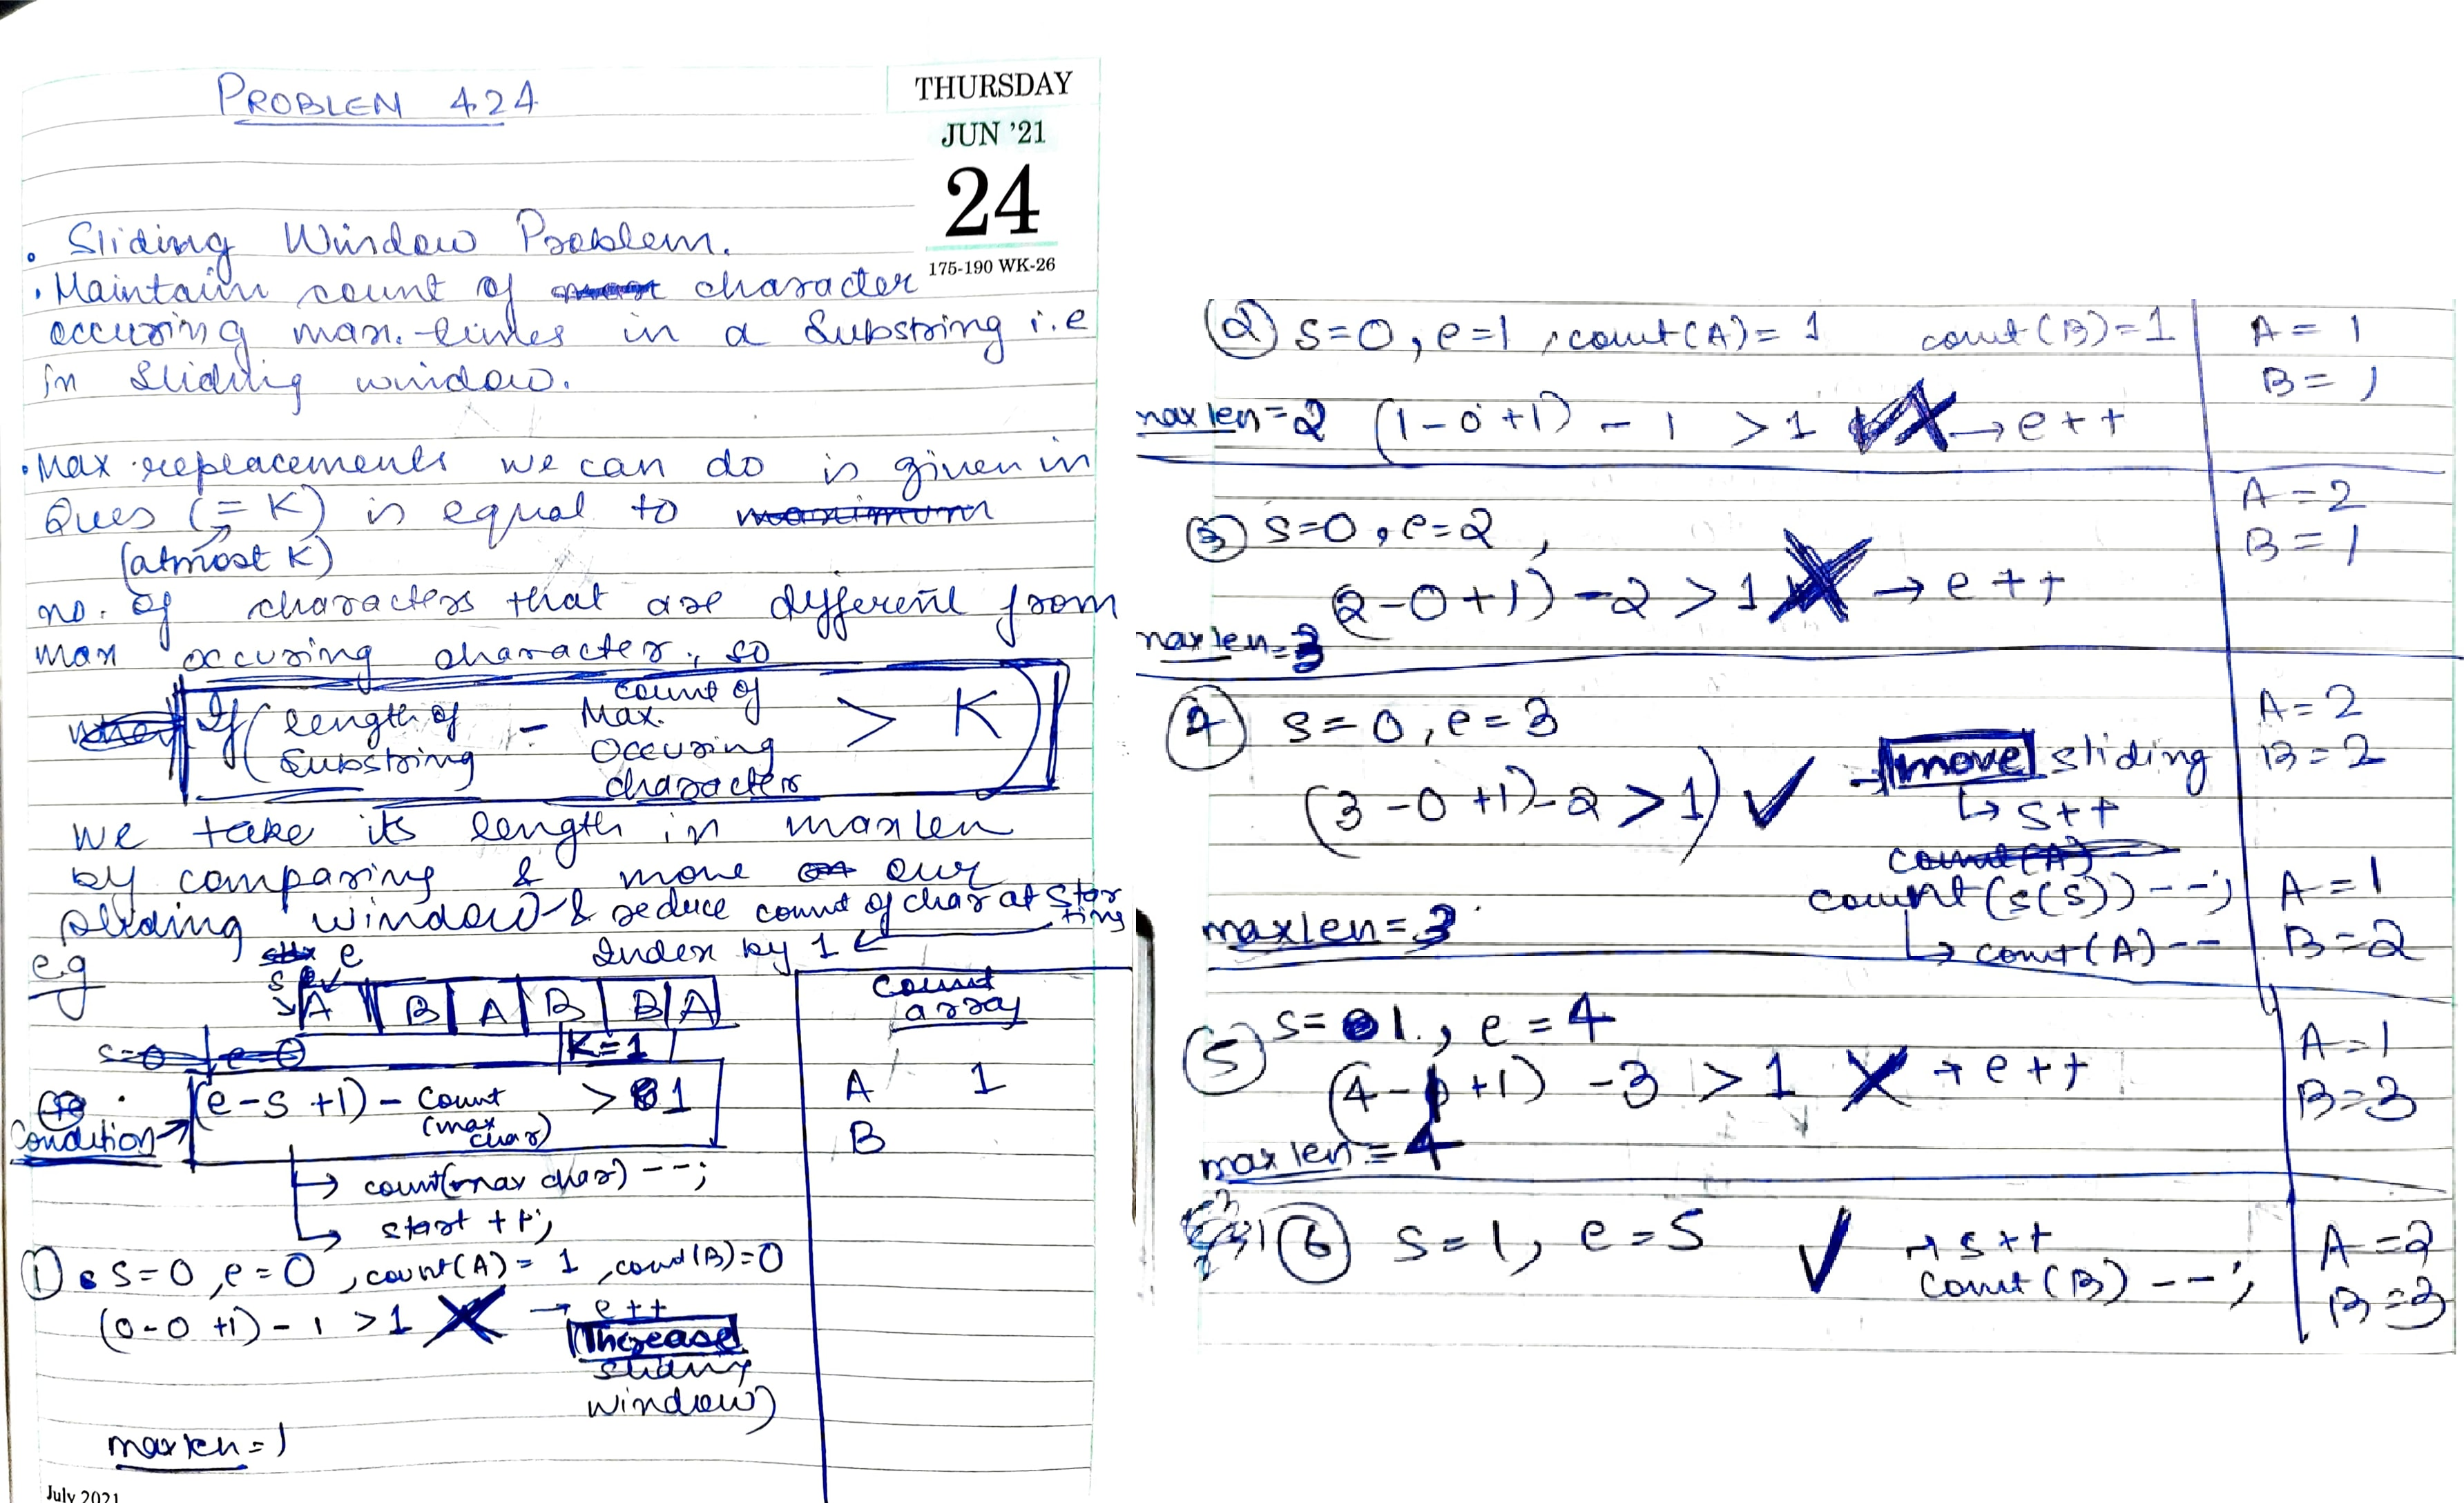 PROBLEM 424
THURSDAY
JUN '21
24
175-190 WK-26
• Sliding Window Problem.
• Maintain count of character
occuring max. times in a Substring i.e
in Sliding window.
• Max replacements we can do is given in
Ques (= K) is equal to maximum
(atmost K)
no. of characters that are different from
max occuring character, so
If (length of Substring - count of Max. Occuring characters > K)
we take its length in maxlen
by comparing & move our
sliding window & reduce count of char at starting
Index by 1
eg
s e
A B A B B A
K=1
s=0 e=0
count array
A 1
B
Condition → (e-s+1) - count (max char) > 1
↳ count(max char) --;
↳ start ++;
① s=0, e=0, count(A)= 1, count(B)=0
(0-0+1) - 1 > 1 X → e++
Increase
sliding
window)
maxlen = 1
July 2021
② s=0, e=1, count(A)= 1 count(B)=1
A = 1
B = 1
maxlen=2 (1-0+1) - 1 > 1 X → e++
③ s=0, e=2,
A = 2
B = 1
(2-0+1) -2 > 1 X → e++
maxlen=3
④ s=0, e=3
A=2
B=2
(3-0+1)-2 > 1) ✓ → move sliding
↳ s++
count(A)
count(s(s))--;
↳ count(A)--
A=1
B=2
maxlen=3
⑤ s=1, e=4
A=1
B=3
(4-1+1) -3 > 1 X → e++
maxlen=4
⑥ s=1, e=5 ✓ → s++
count(B)--;
A=2
B=3